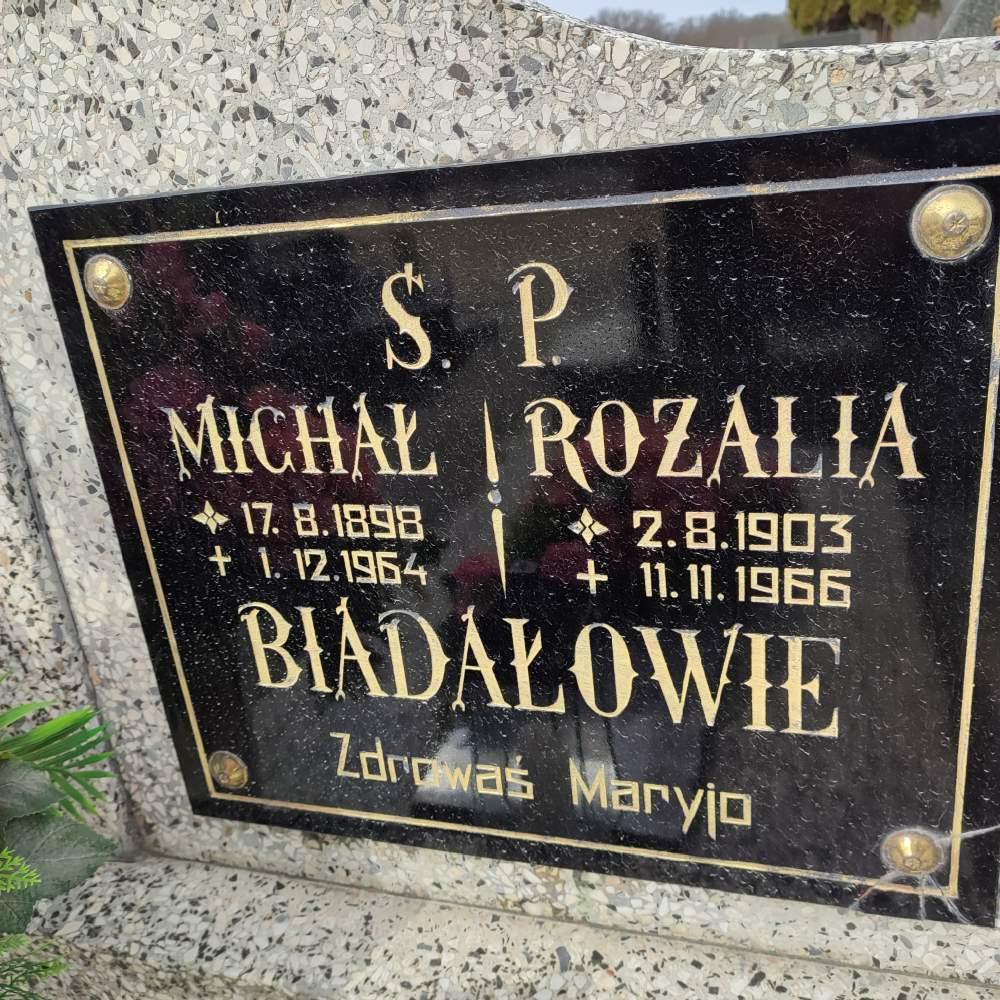 Ś. P.
MICHAŁ ROZALIA
17. 8. 1898 2. 8. 1903
+ 1. 12. 1964 + 11. 11. 1966
BIADAŁOWIE
Zdrowaś Maryjo